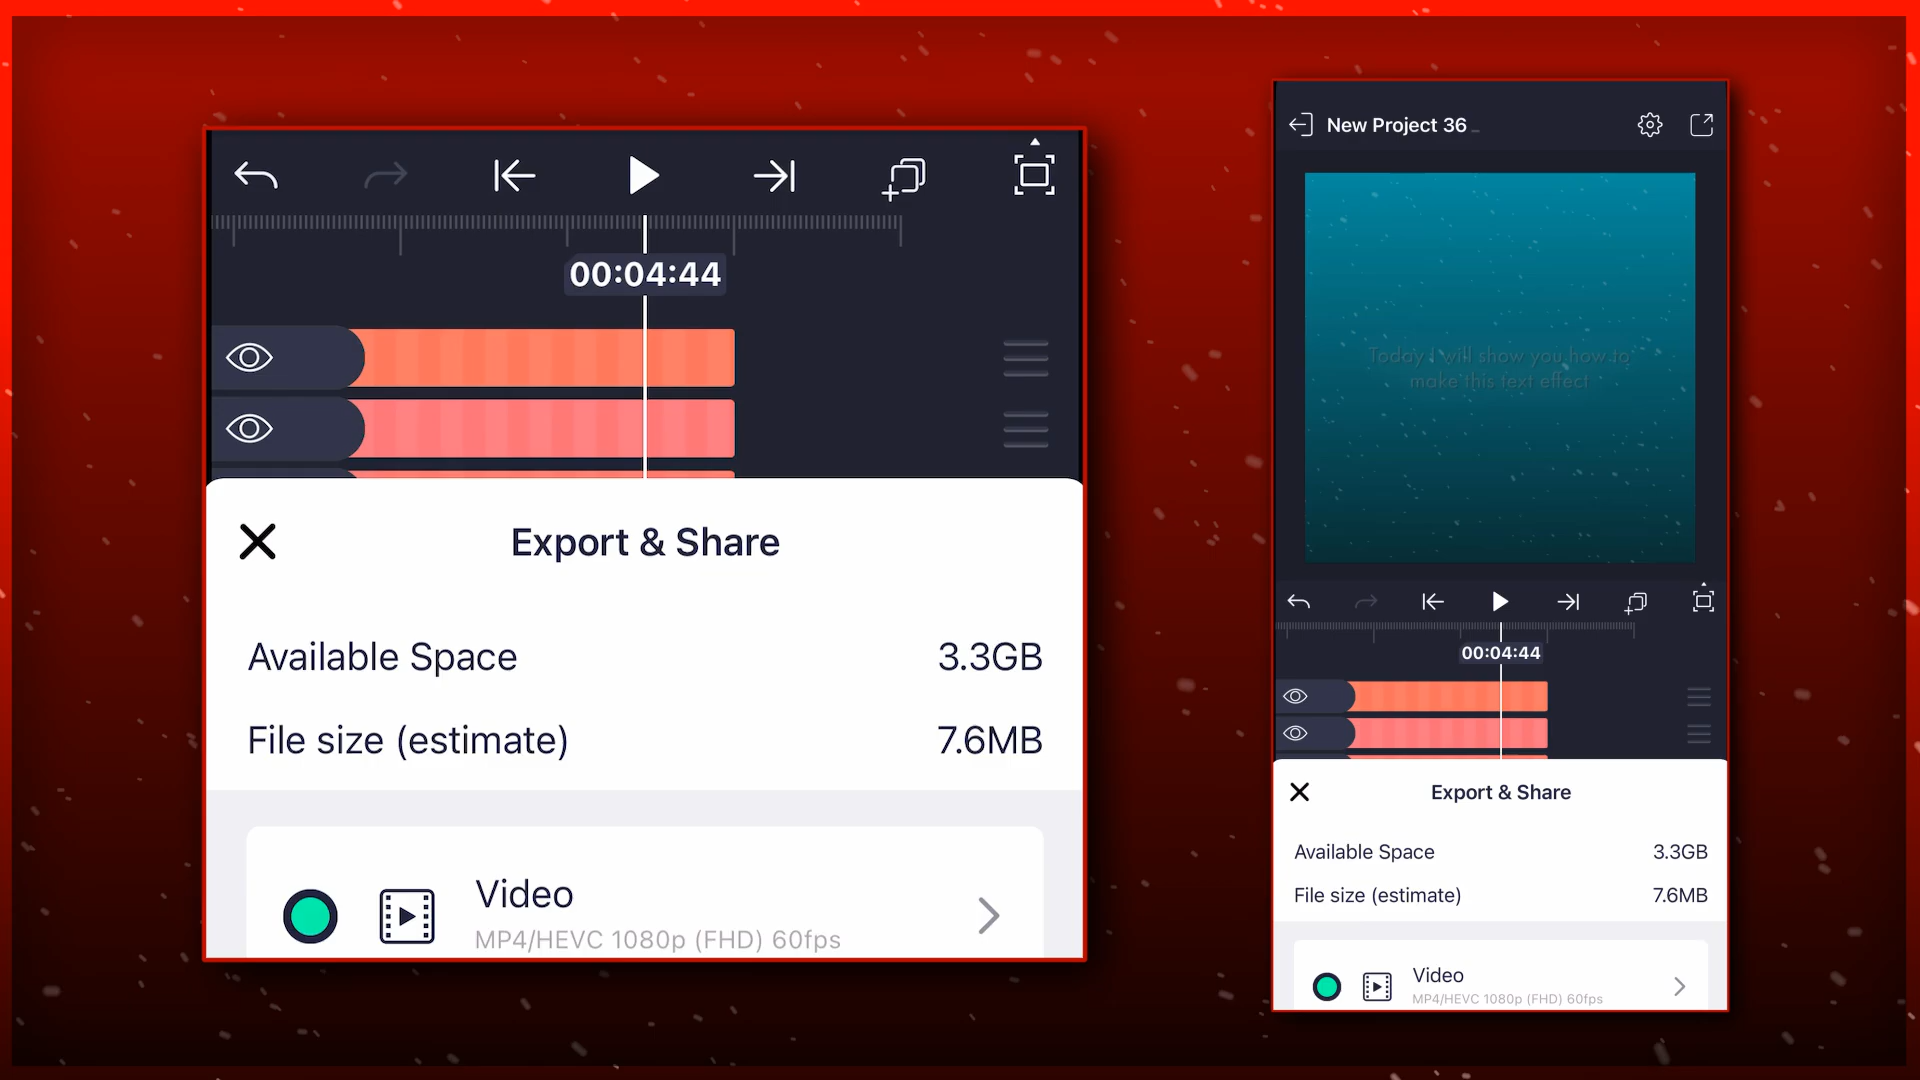 00:04:44
Export & Share
Available Space 3.3GB
File size (estimate) 7.6MB
Video
MP4/HEVC 1080p (FHD) 60fps
New Project 36
Today I will show you how to
make this text effect
00:04:44
Export & Share
Available Space 3.3GB
File size (estimate) 7.6MB
Video
MP4/HEVC 1080p (FHD) 60fps